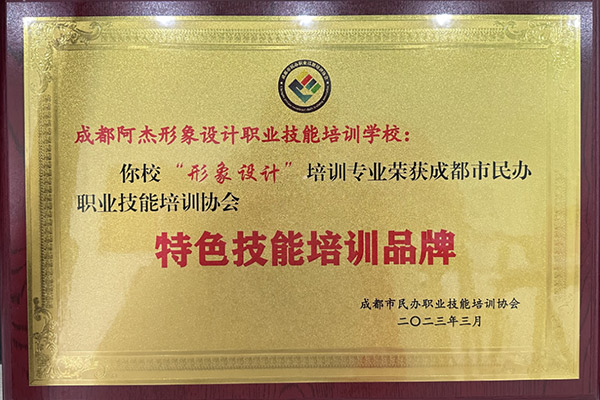 成都阿杰形象设计职业技能培训学校：
你校“形象设计”培训专业荣获成都市民办
职业技能培训协会
特色技能培训品牌
成都市民办职业技能培训协会
二〇二三年三月